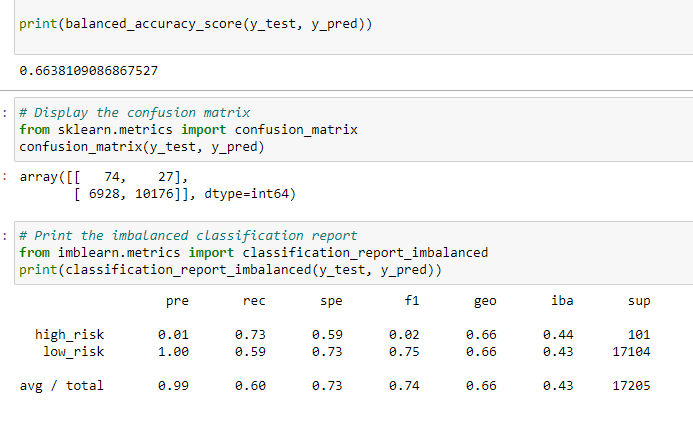 print(balanced_accuracy_score(y_test, y_pred))
0.6638109086867527
: # Display the confusion matrix
from sklearn.metrics import confusion_matrix
confusion_matrix(y_test, y_pred)
: array([[   74,    27],
       [ 6928, 10176]], dtype=int64)
: # Print the imbalanced classification report
from imblearn.metrics import classification_report_imbalanced
print(classification_report_imbalanced(y_test, y_pred))
pre rec spe f1 geo iba sup
high_risk 0.01 0.73 0.59 0.02 0.66 0.44 101
low_risk 1.00 0.59 0.73 0.75 0.66 0.43 17104
avg / total 0.99 0.60 0.73 0.74 0.66 0.43 17205